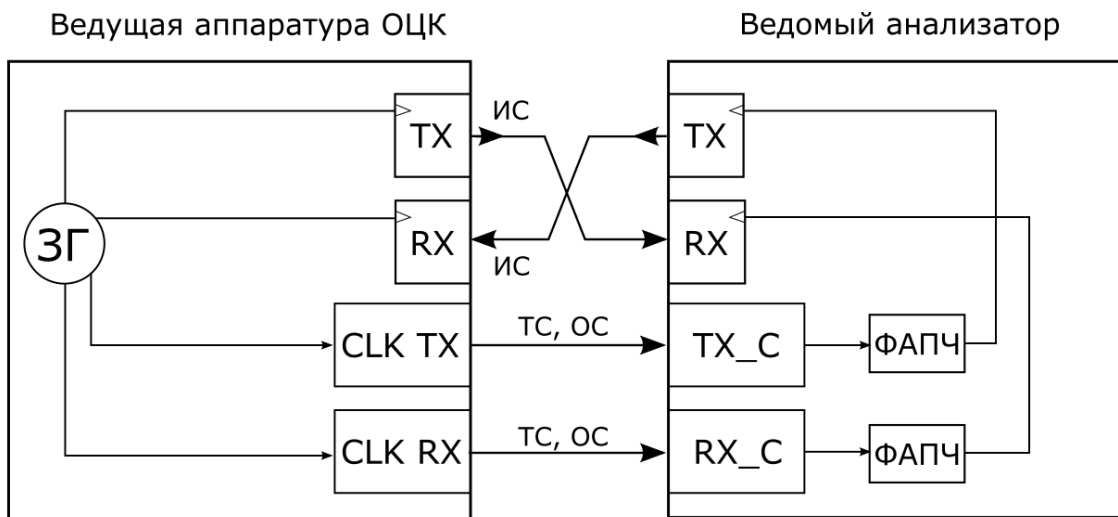 Ведущая аппаратура ОЦК
Ведомый анализатор
TX
ИС
TX
ЗГ
RX
ИС
RX
CLK TX
ТС, ОС
TX_C
ФАПЧ
CLK RX
ТС, ОС
RX_C
ФАПЧ